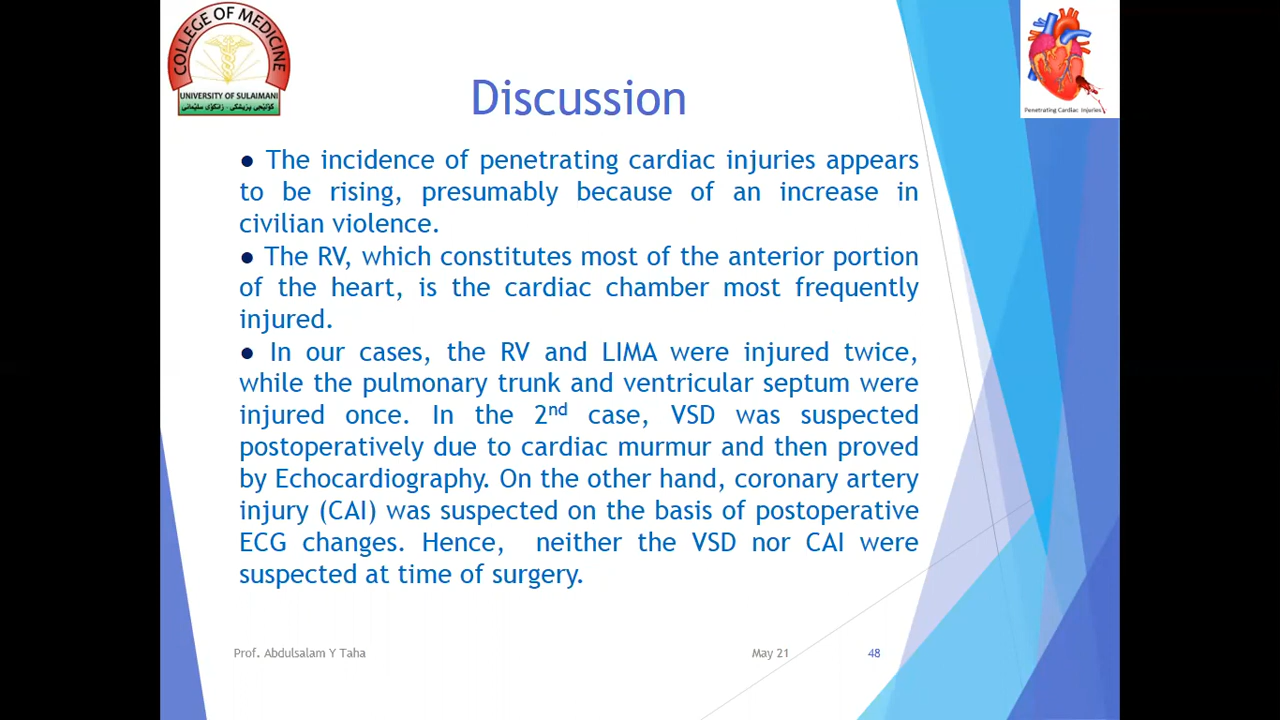 COLLEGE OF MEDICINE
UNIVERSITY OF SULAIMANI
کۆلێجی پزیشکی - زانکۆی سلێمانی
Penetrating Cardiac Injuries
Discussion
● The incidence of penetrating cardiac injuries appears
to be rising, presumably because of an increase in
civilian violence.
● The RV, which constitutes most of the anterior portion
of the heart, is the cardiac chamber most frequently
injured.
● In our cases, the RV and LIMA were injured twice,
while the pulmonary trunk and ventricular septum were
injured once. In the 2nd case, VSD was suspected
postoperatively due to cardiac murmur and then proved
by Echocardiography. On the other hand, coronary artery
injury (CAI) was suspected on the basis of postoperative
ECG changes. Hence, neither the VSD nor CAI were
suspected at time of surgery.
Prof. Abdulsalam Y Taha
May 21
48